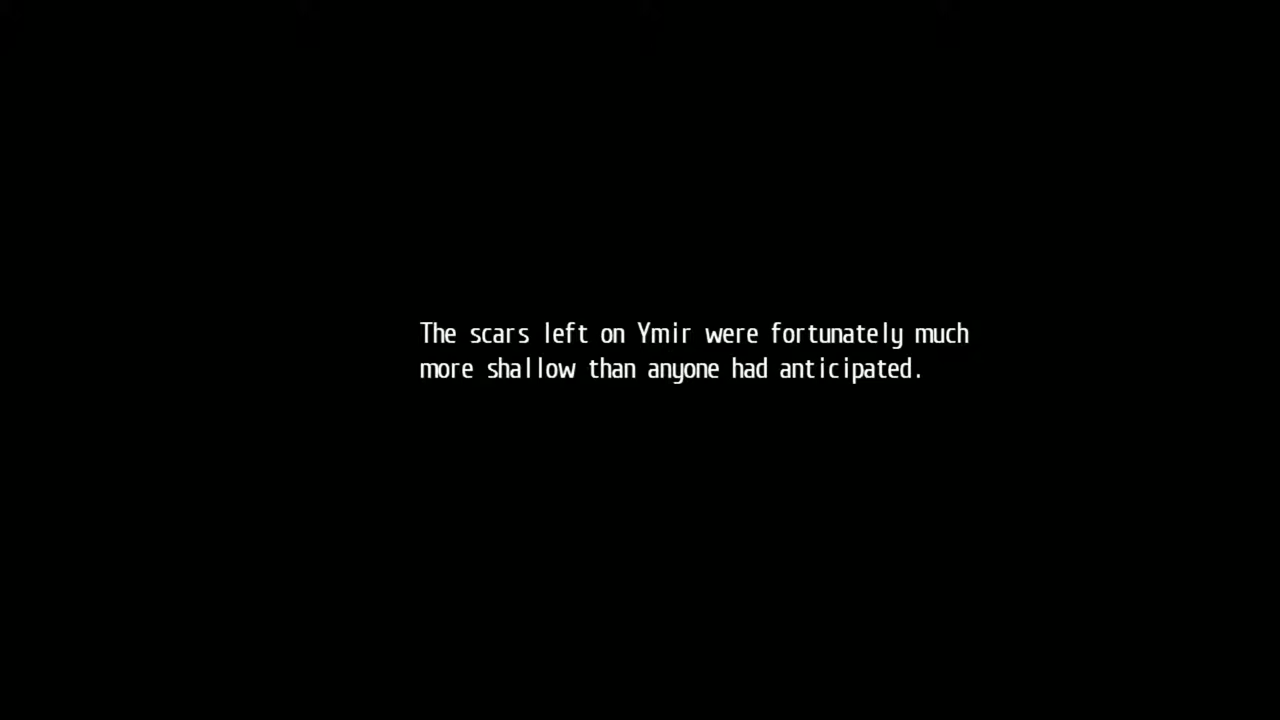 The scars left on Ymir were fortunately much
more shallow than anyone had anticipated.